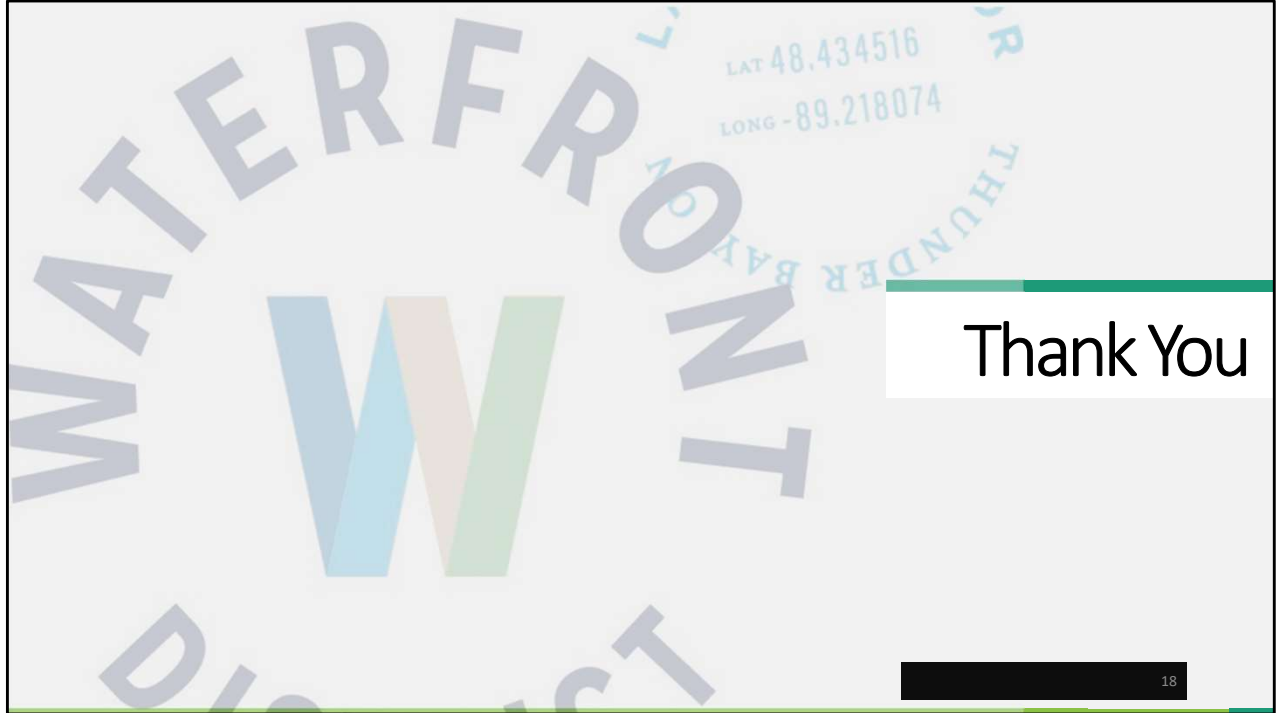 WATERFRONT
LAT 48.434516
LONG -89.218074
THUNDER BAY ON
Thank You
W
18